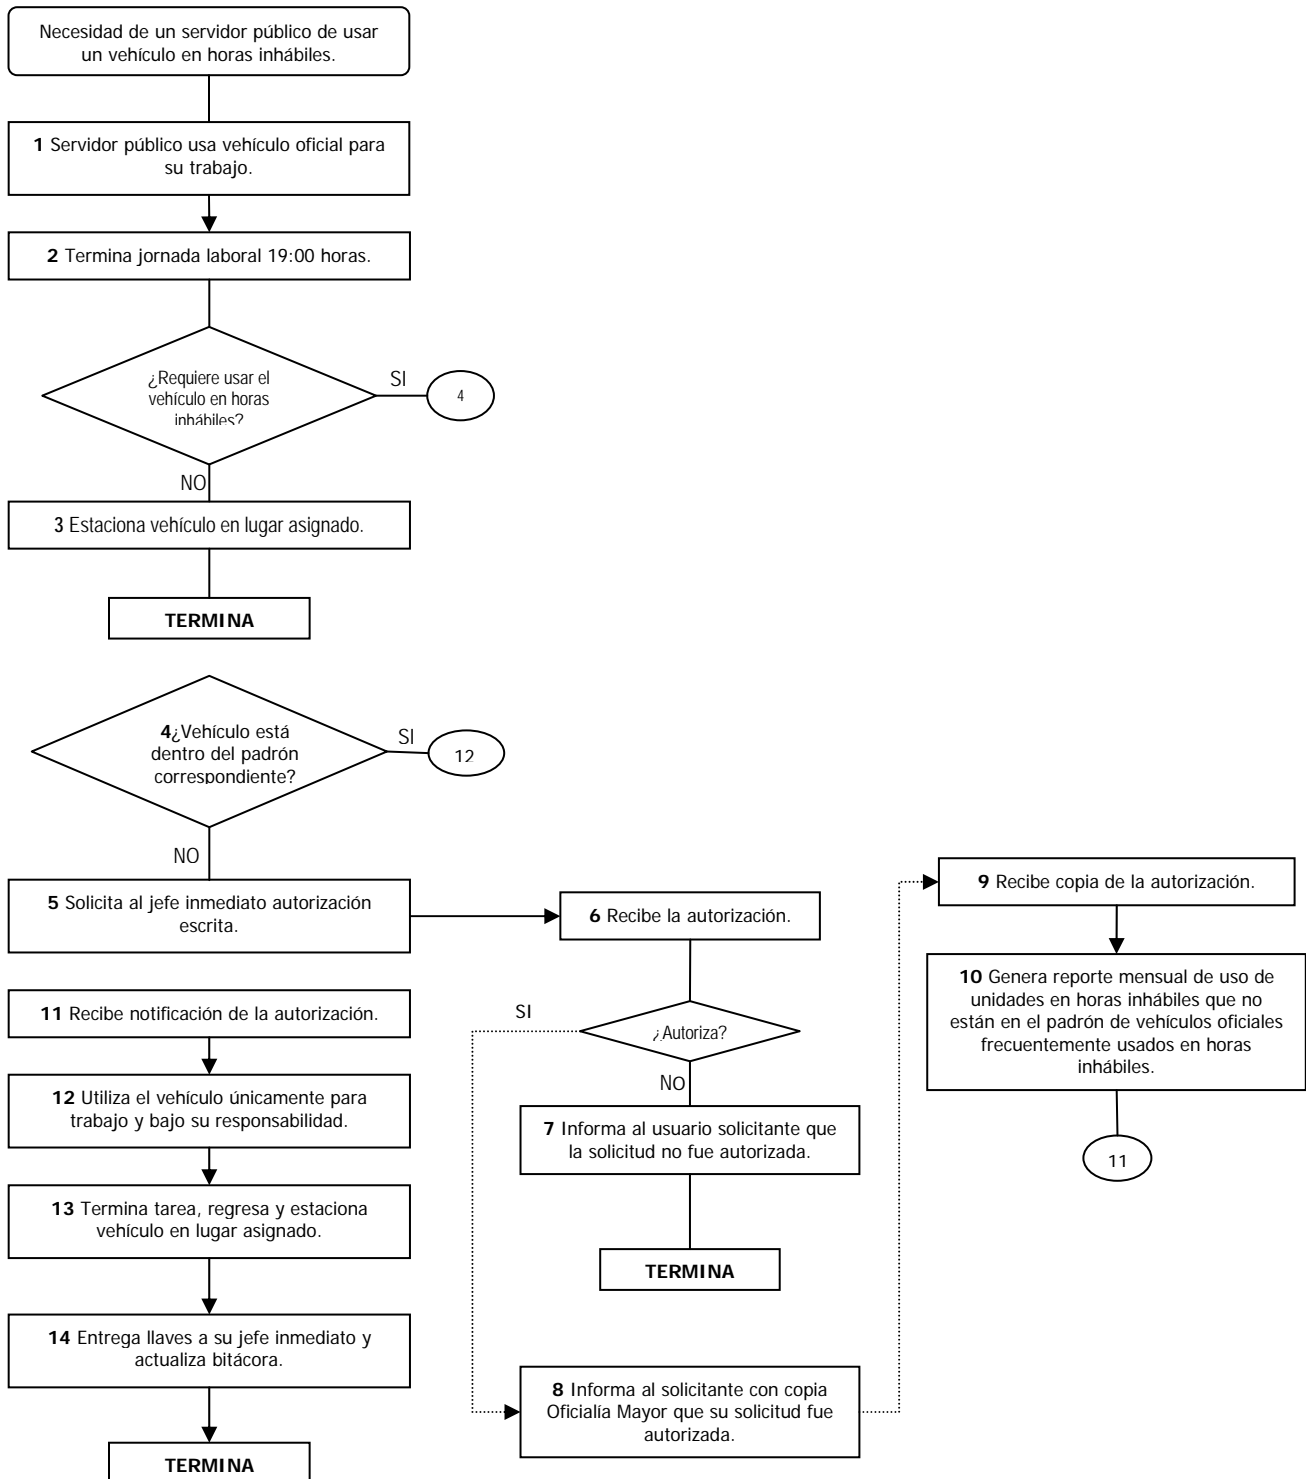 Necesidad de un servidor público de usar
un vehículo en horas inhábiles.
1 Servidor público usa vehículo oficial para
su trabajo.
2 Termina jornada laboral 19:00 horas.
¿Requiere usar el
vehículo en horas
inhábiles?
SI
4
NO
3 Estaciona vehículo en lugar asignado.
TERMINA
4¿Vehículo está
dentro del padrón
correspondiente?
SI
12
NO
5 Solicita al jefe inmediato autorización
escrita.
6 Recibe la autorización.
¿Autoriza?
SI
NO
7 Informa al usuario solicitante que
la solicitud no fue autorizada.
TERMINA
8 Informa al solicitante con copia
Oficialía Mayor que su solicitud fue
autorizada.
9 Recibe copia de la autorización.
10 Genera reporte mensual de uso de
unidades en horas inhábiles que no
están en el padrón de vehículos oficiales
frecuentemente usados en horas
inhábiles.
11
11 Recibe notificación de la autorización.
12 Utiliza el vehículo únicamente para
trabajo y bajo su responsabilidad.
13 Termina tarea, regresa y estaciona
vehículo en lugar asignado.
14 Entrega llaves a su jefe inmediato y
actualiza bitácora.
TERMINA